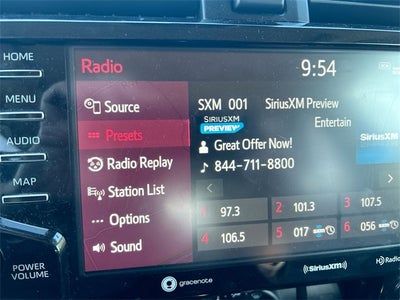 HOME
MENU
AUDIO
MAP
POWER
VOLUME
Radio
9:54
Source
Presets
Radio Replay
Station List
Options
Sound
SXM 001 SiriusXM Preview
SiriusXM
PREVIEW
Entertain
SiriusXM
Great Offer Now!
844-711-8800
1 97.3
2 101.3
3 107.5
4 106.5
5 017
6 056
gracenote
SiriusXM
HD Radio